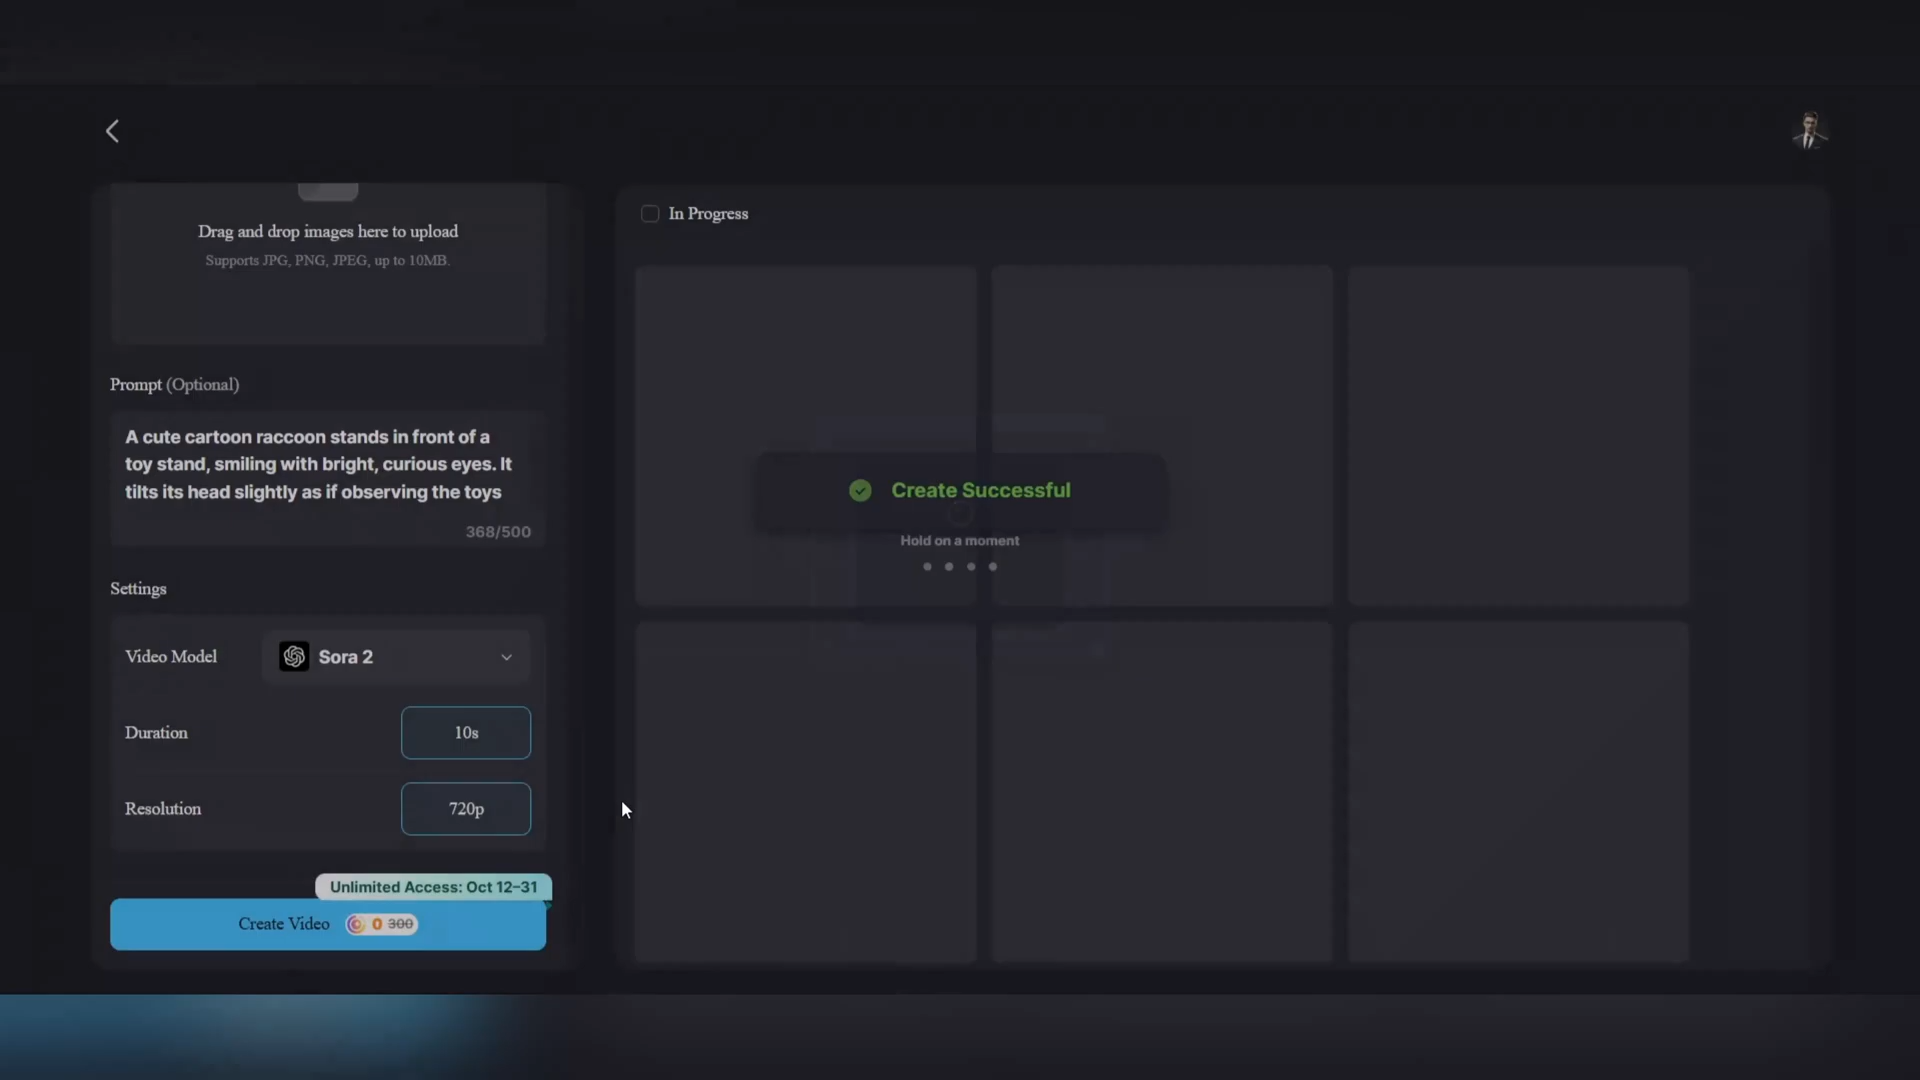 Drag and drop images here to upload
Supports JPG, PNG, JPEG, up to 10MB.
Prompt (Optional)
A cute cartoon raccoon stands in front of a
toy stand, smiling with bright, curious eyes. It
tilts its head slightly as if observing the toys
368/500
Settings
Video Model
Sora 2
Duration
10s
Resolution
720p
Unlimited Access: Oct 12–31
Create Video 0 300
In Progress
Create Successful
Hold on a moment